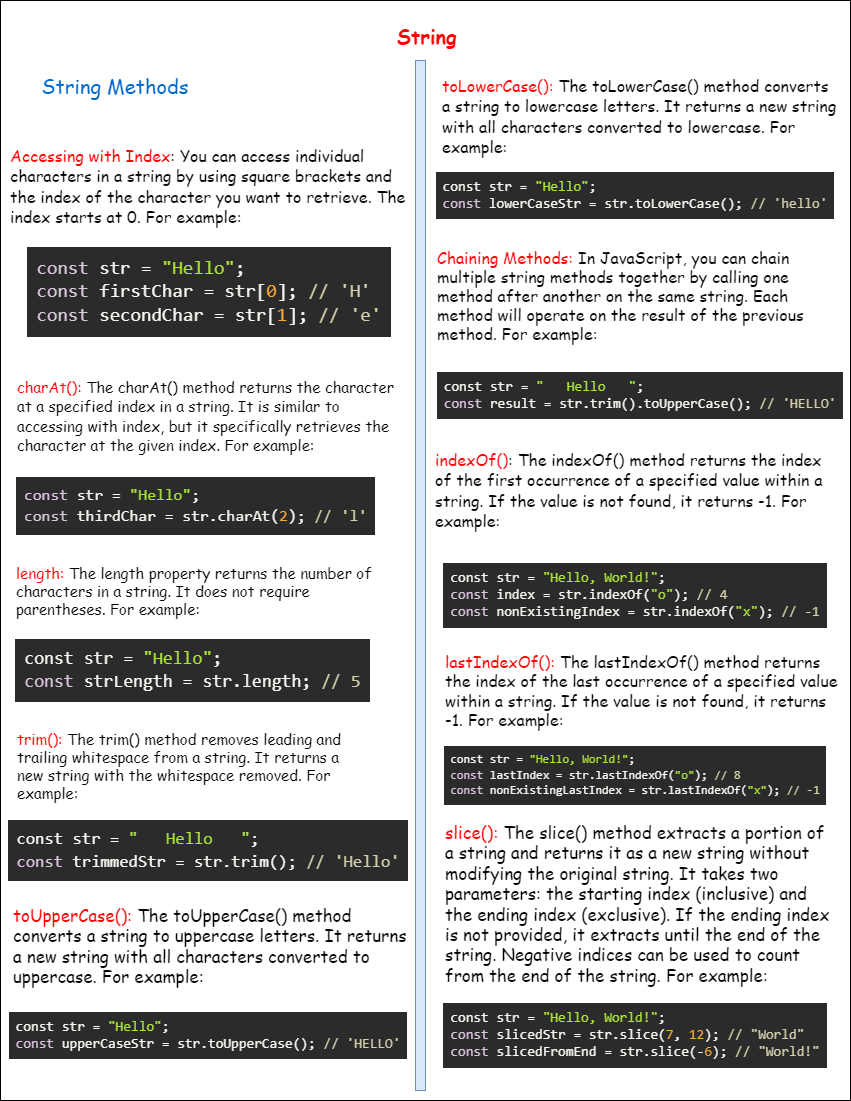 String
String Methods
Accessing with Index: You can access individual
characters in a string by using square brackets and
the index of the character you want to retrieve. The
index starts at 0. For example:
const str = "Hello";
const firstChar = str[0]; // 'H'
const secondChar = str[1]; // 'e'
charAt(): The charAt() method returns the character
at a specified index in a string. It is similar to
accessing with index, but it specifically retrieves the
character at the given index. For example:
const str = "Hello";
const thirdChar = str.charAt(2); // 'l'
length: The length property returns the number of
characters in a string. It does not require
parentheses. For example:
const str = "Hello";
const strLength = str.length; // 5
trim(): The trim() method removes leading and
trailing whitespace from a string. It returns a
new string with the whitespace removed. For
example:
const str = "   Hello   ";
const trimmedStr = str.trim(); // 'Hello'
toUpperCase(): The toUpperCase() method
converts a string to uppercase letters. It returns
a new string with all characters converted to
uppercase. For example:
const str = "Hello";
const upperCaseStr = str.toUpperCase(); // 'HELLO'
toLowerCase(): The toLowerCase() method converts
a string to lowercase letters. It returns a new string
with all characters converted to lowercase. For
example:
const str = "Hello";
const lowerCaseStr = str.toLowerCase(); // 'hello'
Chaining Methods: In JavaScript, you can chain
multiple string methods together by calling one
method after another on the same string. Each
method will operate on the result of the previous
method. For example:
const str = "   Hello   ";
const result = str.trim().toUpperCase(); // 'HELLO'
indexOf(): The indexOf() method returns the index
of the first occurrence of a specified value within a
string. If the value is not found, it returns -1. For
example:
const str = "Hello, World!";
const index = str.indexOf("o"); // 4
const nonExistingIndex = str.indexOf("x"); // -1
lastIndexOf(): The lastIndexOf() method returns
the index of the last occurrence of a specified value
within a string. If the value is not found, it returns
-1. For example:
const str = "Hello, World!";
const lastIndex = str.lastIndexOf("o"); // 8
const nonExistingLastIndex = str.lastIndexOf("x"); // -1
slice(): The slice() method extracts a portion of
a string and returns it as a new string without
modifying the original string. It takes two
parameters: the starting index (inclusive) and
the ending index (exclusive). If the ending index
is not provided, it extracts until the end of the
string. Negative indices can be used to count
from the end of the string. For example:
const str = "Hello, World!";
const slicedStr = str.slice(7, 12); // "World"
const slicedFromEnd = str.slice(-6); // "World!"